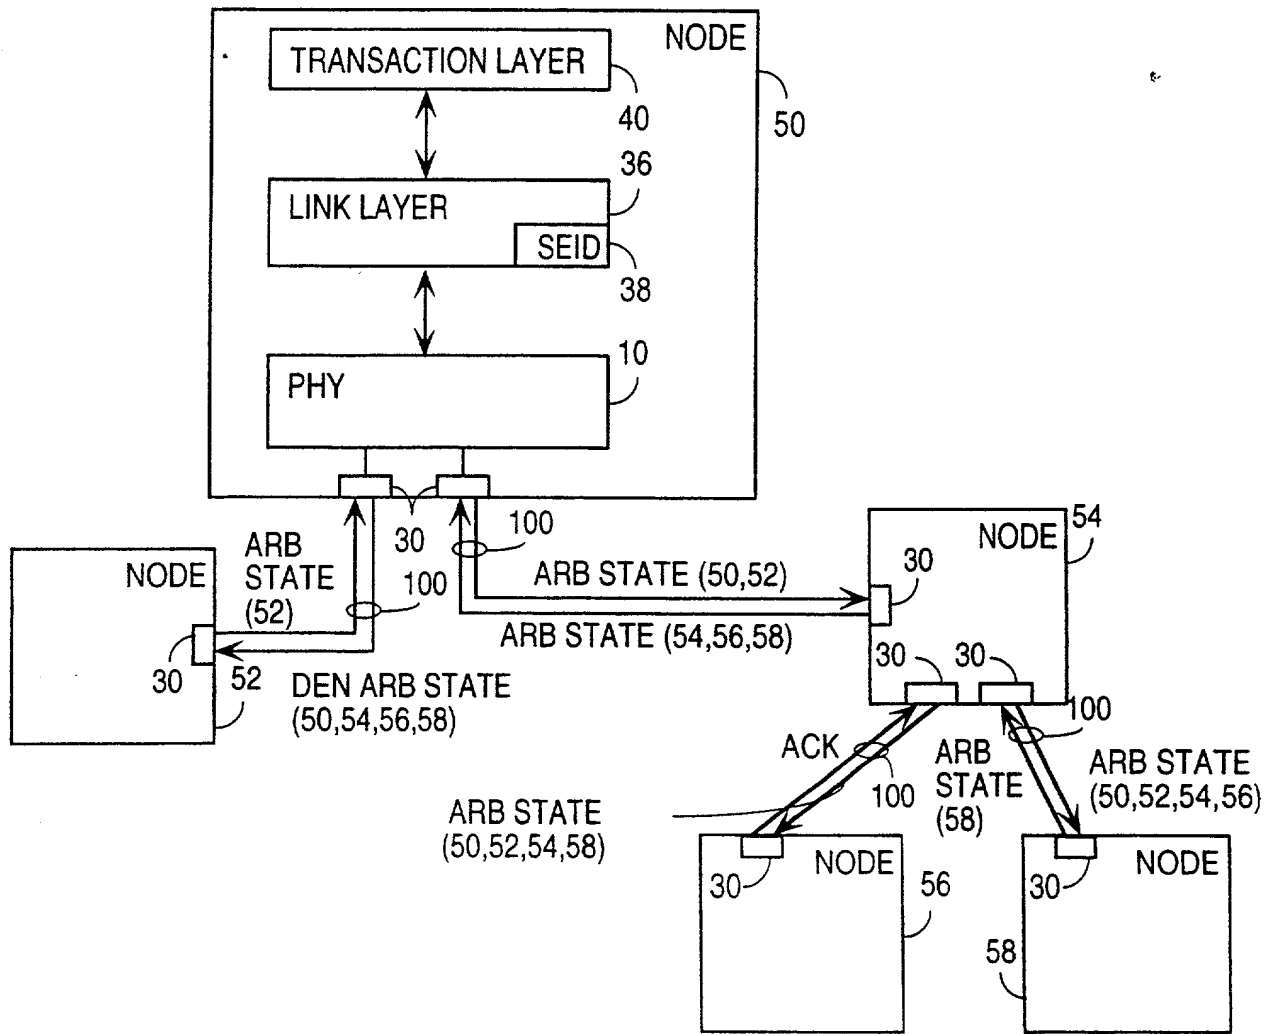 NODE
TRANSACTION LAYER
40
50
36
LINK LAYER
SEID
38
10
PHY
30
100
54
NODE
ARB
STATE
(52)
100
ARB STATE (50,52)
30
NODE
ARB STATE (54,56,58)
30
52
DEN ARB STATE
(50,54,56,58)
30
30
100
ACK
ARB
STATE
(58)
100
ARB STATE
(50,52,54,56)
ARB STATE
(50,52,54,58)
30
NODE
56
30
NODE
58